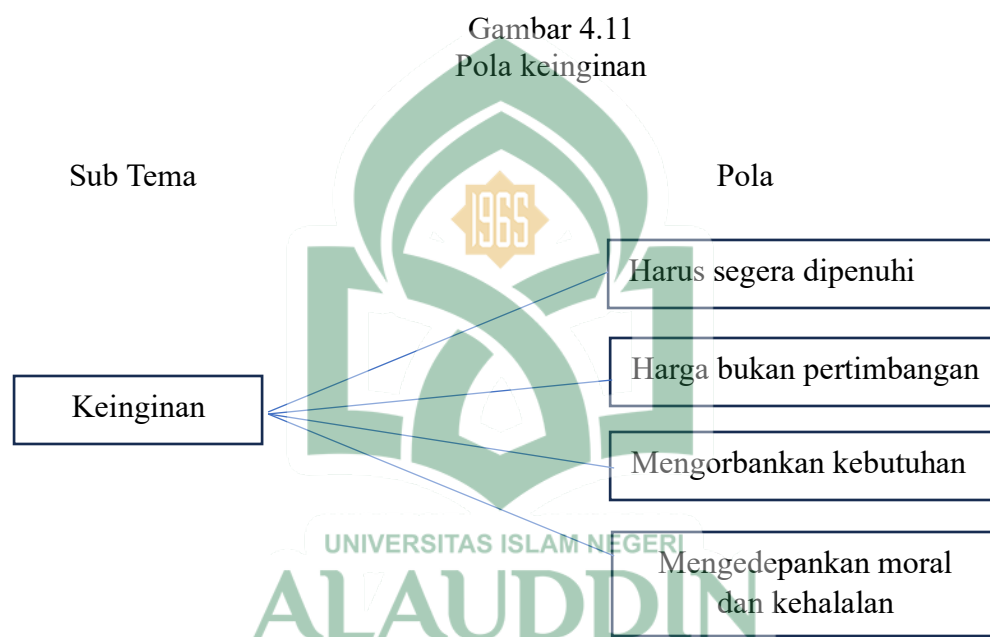 Gambar 4.11
Pola keinginan
Sub Tema
Pola
1965
Harus segera dipenuhi
Harga bukan pertimbangan
Keinginan
Mengorbankan kebutuhan
UNIVERSITAS ISLAM NEGERI
Mengedepankan moral
dan kehalalan
ALAUDDIN